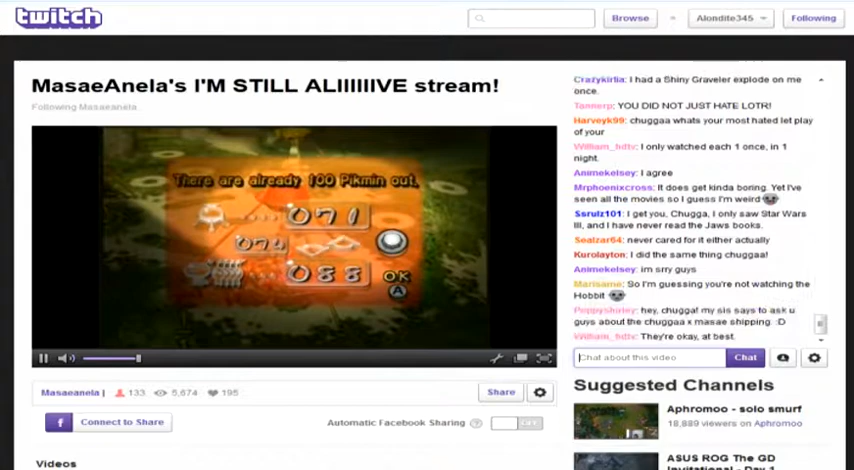 twitch
Browse
Alondite345
Following
MasaeAnela's I'M STILL ALIIIIIIVE stream!
Following Masaeanela
There are already 100 Pikmin out.
071
088
OK
A
Crazykirlia: I had a Shiny Graveler explode on me
once.
Tannerp: YOU DID NOT JUST HATE LOTR!
Harveyk99: chuggaa whats your most hated let play
of your
William_hdtv: I only watched each 1 once, in 1
night.
Animekelsey: I agree
Mrphoenixcross: It does get kinda boring. Yet I've
seen all the movies so I guess I'm weird
Ssrulz101: I get you, Chugga, I only saw Star Wars
III, and I have never read the Jaws books.
Sealzar64: never cared for it either actually
Kurolayton: I did the same thing chuggaa!
Animekelsey: im srry guys
Marisame: So I'm guessing you're not watching the
Hobbit
Poppyshirley: hey, chugga! my sis says to ask u
guys about the chuggaa x masae shipping. :D
William_hdtv: They're okay, at best.
Chat about this video
Chat
Masaeanela |
133
5,674
195
Share
f
Connect to Share
Automatic Facebook Sharing
?
OFF
Suggested Channels
Aphromoo - solo smurf
18,889 viewers on Aphromoo
ASUS ROG The GD
Invitational - Day 1
Videos